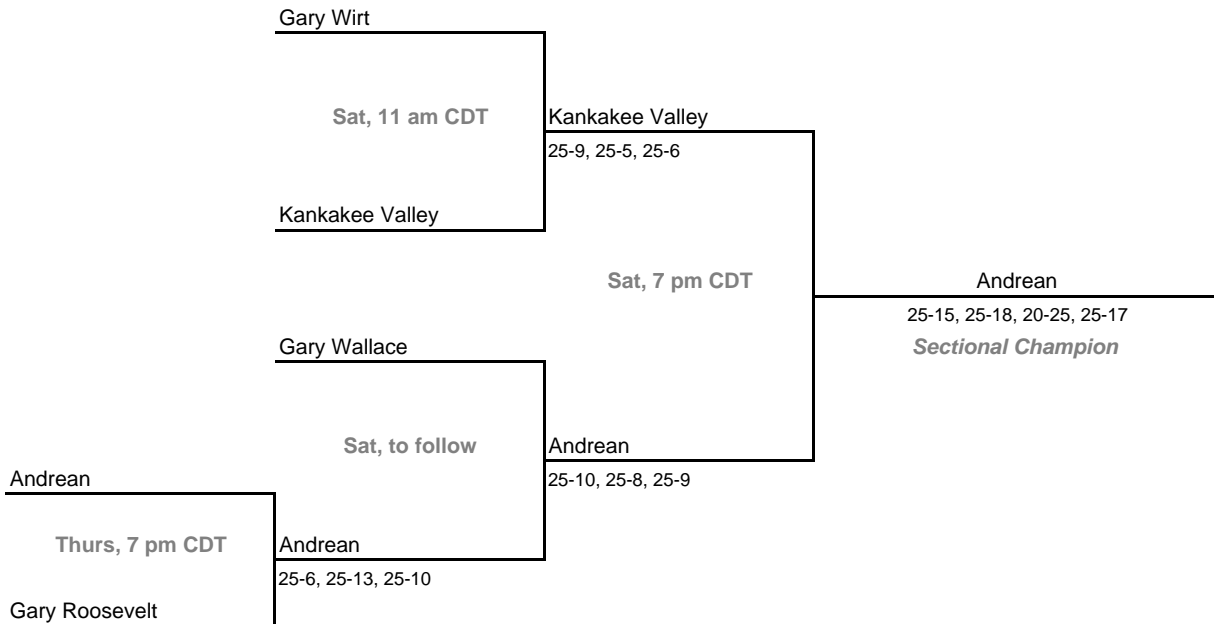 Gary Wirt
Sat, 11 am CDT
Kankakee Valley
25-9, 25-5, 25-6
Kankakee Valley
Sat, 7 pm CDT
Andrean
25-15, 25-18, 20-25, 25-17
Sectional Champion
Gary Wallace
Sat, to follow
Andrean
25-10, 25-8, 25-9
Andrean
Thurs, 7 pm CDT
Andrean
25-6, 25-13, 25-10
Gary Roosevelt